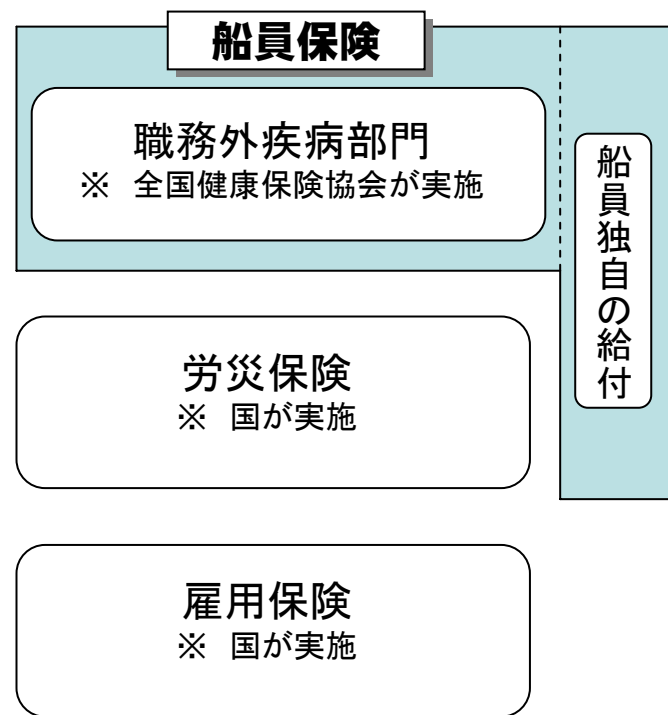 船員保険
職務外疾病部門
※ 全国健康保険協会が実施
船員独自の給付
労災保険
※ 国が実施
雇用保険
※ 国が実施